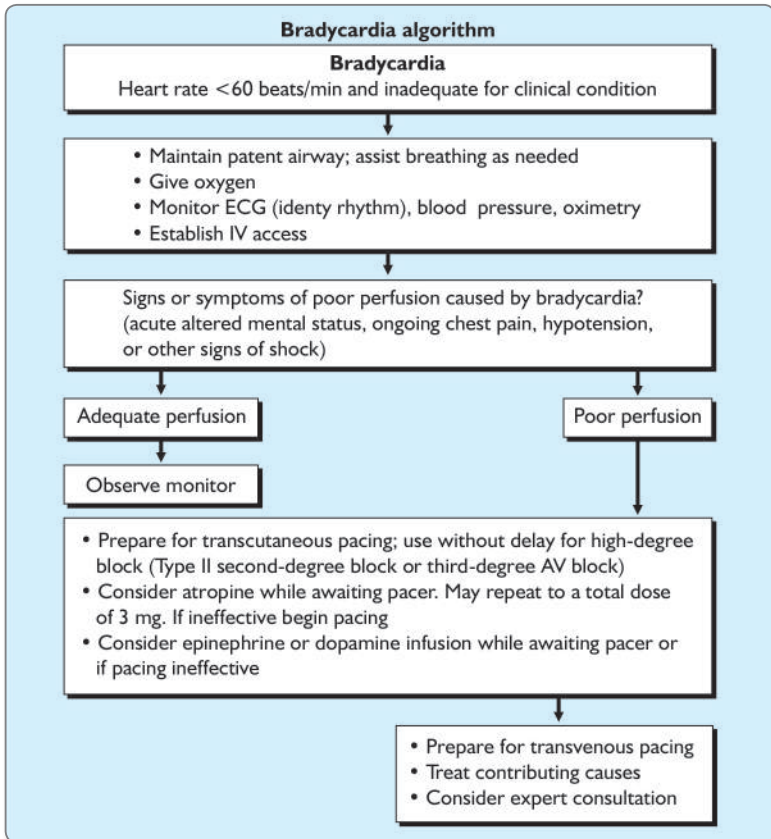 Bradycardia algorithm
Bradycardia
Heart rate <60 beats/min and inadequate for clinical condition
• Maintain patent airway; assist breathing as needed
• Give oxygen
• Monitor ECG (identy rhythm), blood pressure, oximetry
• Establish IV access
Signs or symptoms of poor perfusion caused by bradycardia?
(acute altered mental status, ongoing chest pain, hypotension,
or other signs of shock)
Adequate perfusion
Poor perfusion
Observe monitor
• Prepare for transcutaneous pacing; use without delay for high-degree
block (Type II second-degree block or third-degree AV block)
• Consider atropine while awaiting pacer. May repeat to a total dose
of 3 mg. If ineffective begin pacing
• Consider epinephrine or dopamine infusion while awaiting pacer or
if pacing ineffective
• Prepare for transvenous pacing
• Treat contributing causes
• Consider expert consultation